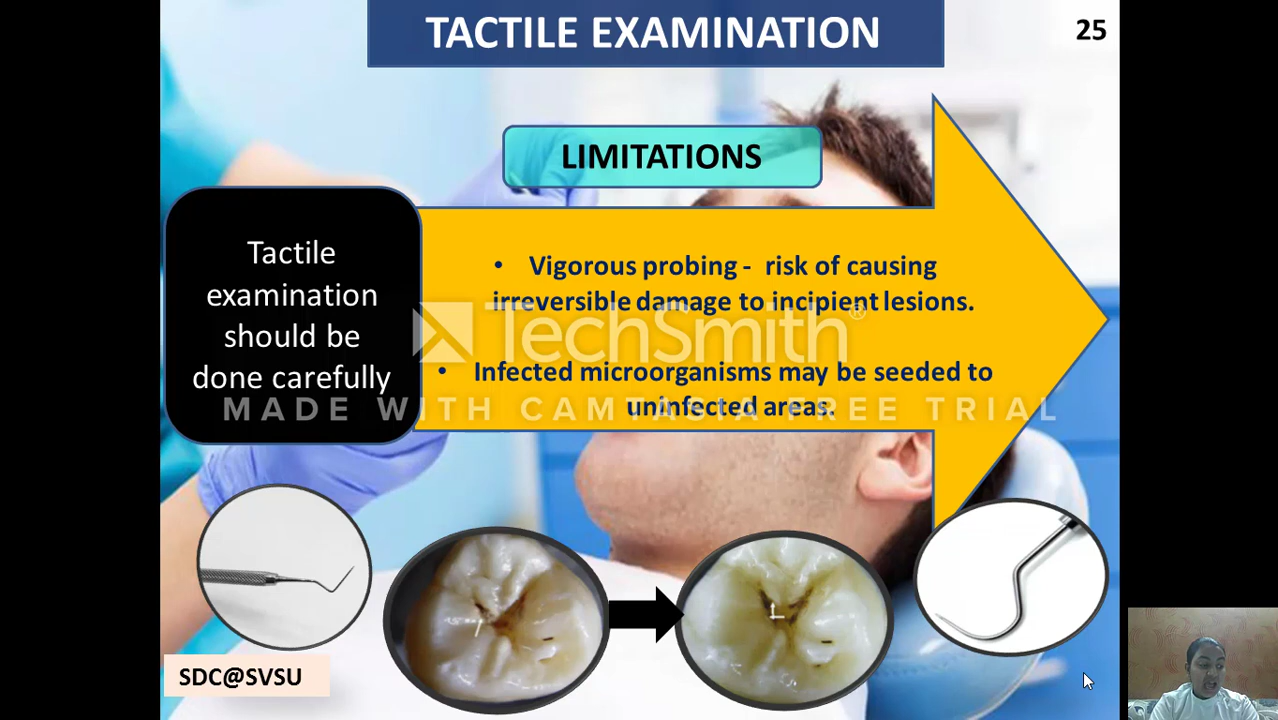 TACTILE EXAMINATION
25
LIMITATIONS
Tactile
examination
should be
done carefully
• Vigorous probing - risk of causing
irreversible damage to incipient lesions.
• Infected microorganisms may be seeded to
uninfected areas.
TechSmith®
MADE WITH CAMTASIA FREE TRIAL
SDC@SVSU